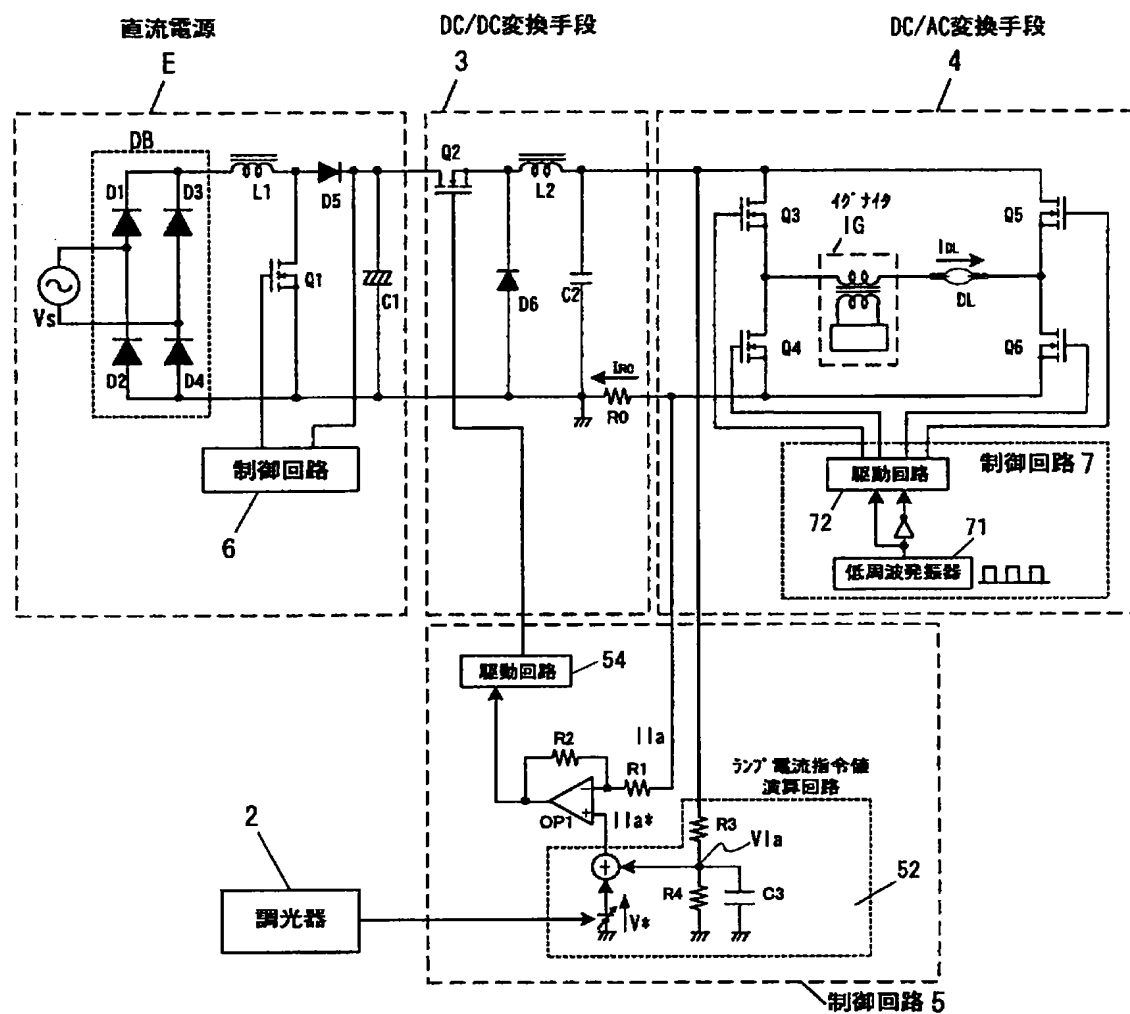 直流電源
E
DC/DC変換手段
3
DC/AC変換手段
4
DB
D1
D3
D2
D4
Vs
L1
D5
Q1
C1
制御回路
6
Q2
L2
D6
C2
IRO
R0
Q3
Q5
イグナイタ
IG
IDL
DL
Q4
Q6
制御回路 7
駆動回路
72
71
低周波発振器
駆動回路
54
IIa
R2
R1
OP1
IIa*
ランプ電流指令値
演算回路
R3
VIa
R4
C3
52
V*
2
調光器
制御回路 5